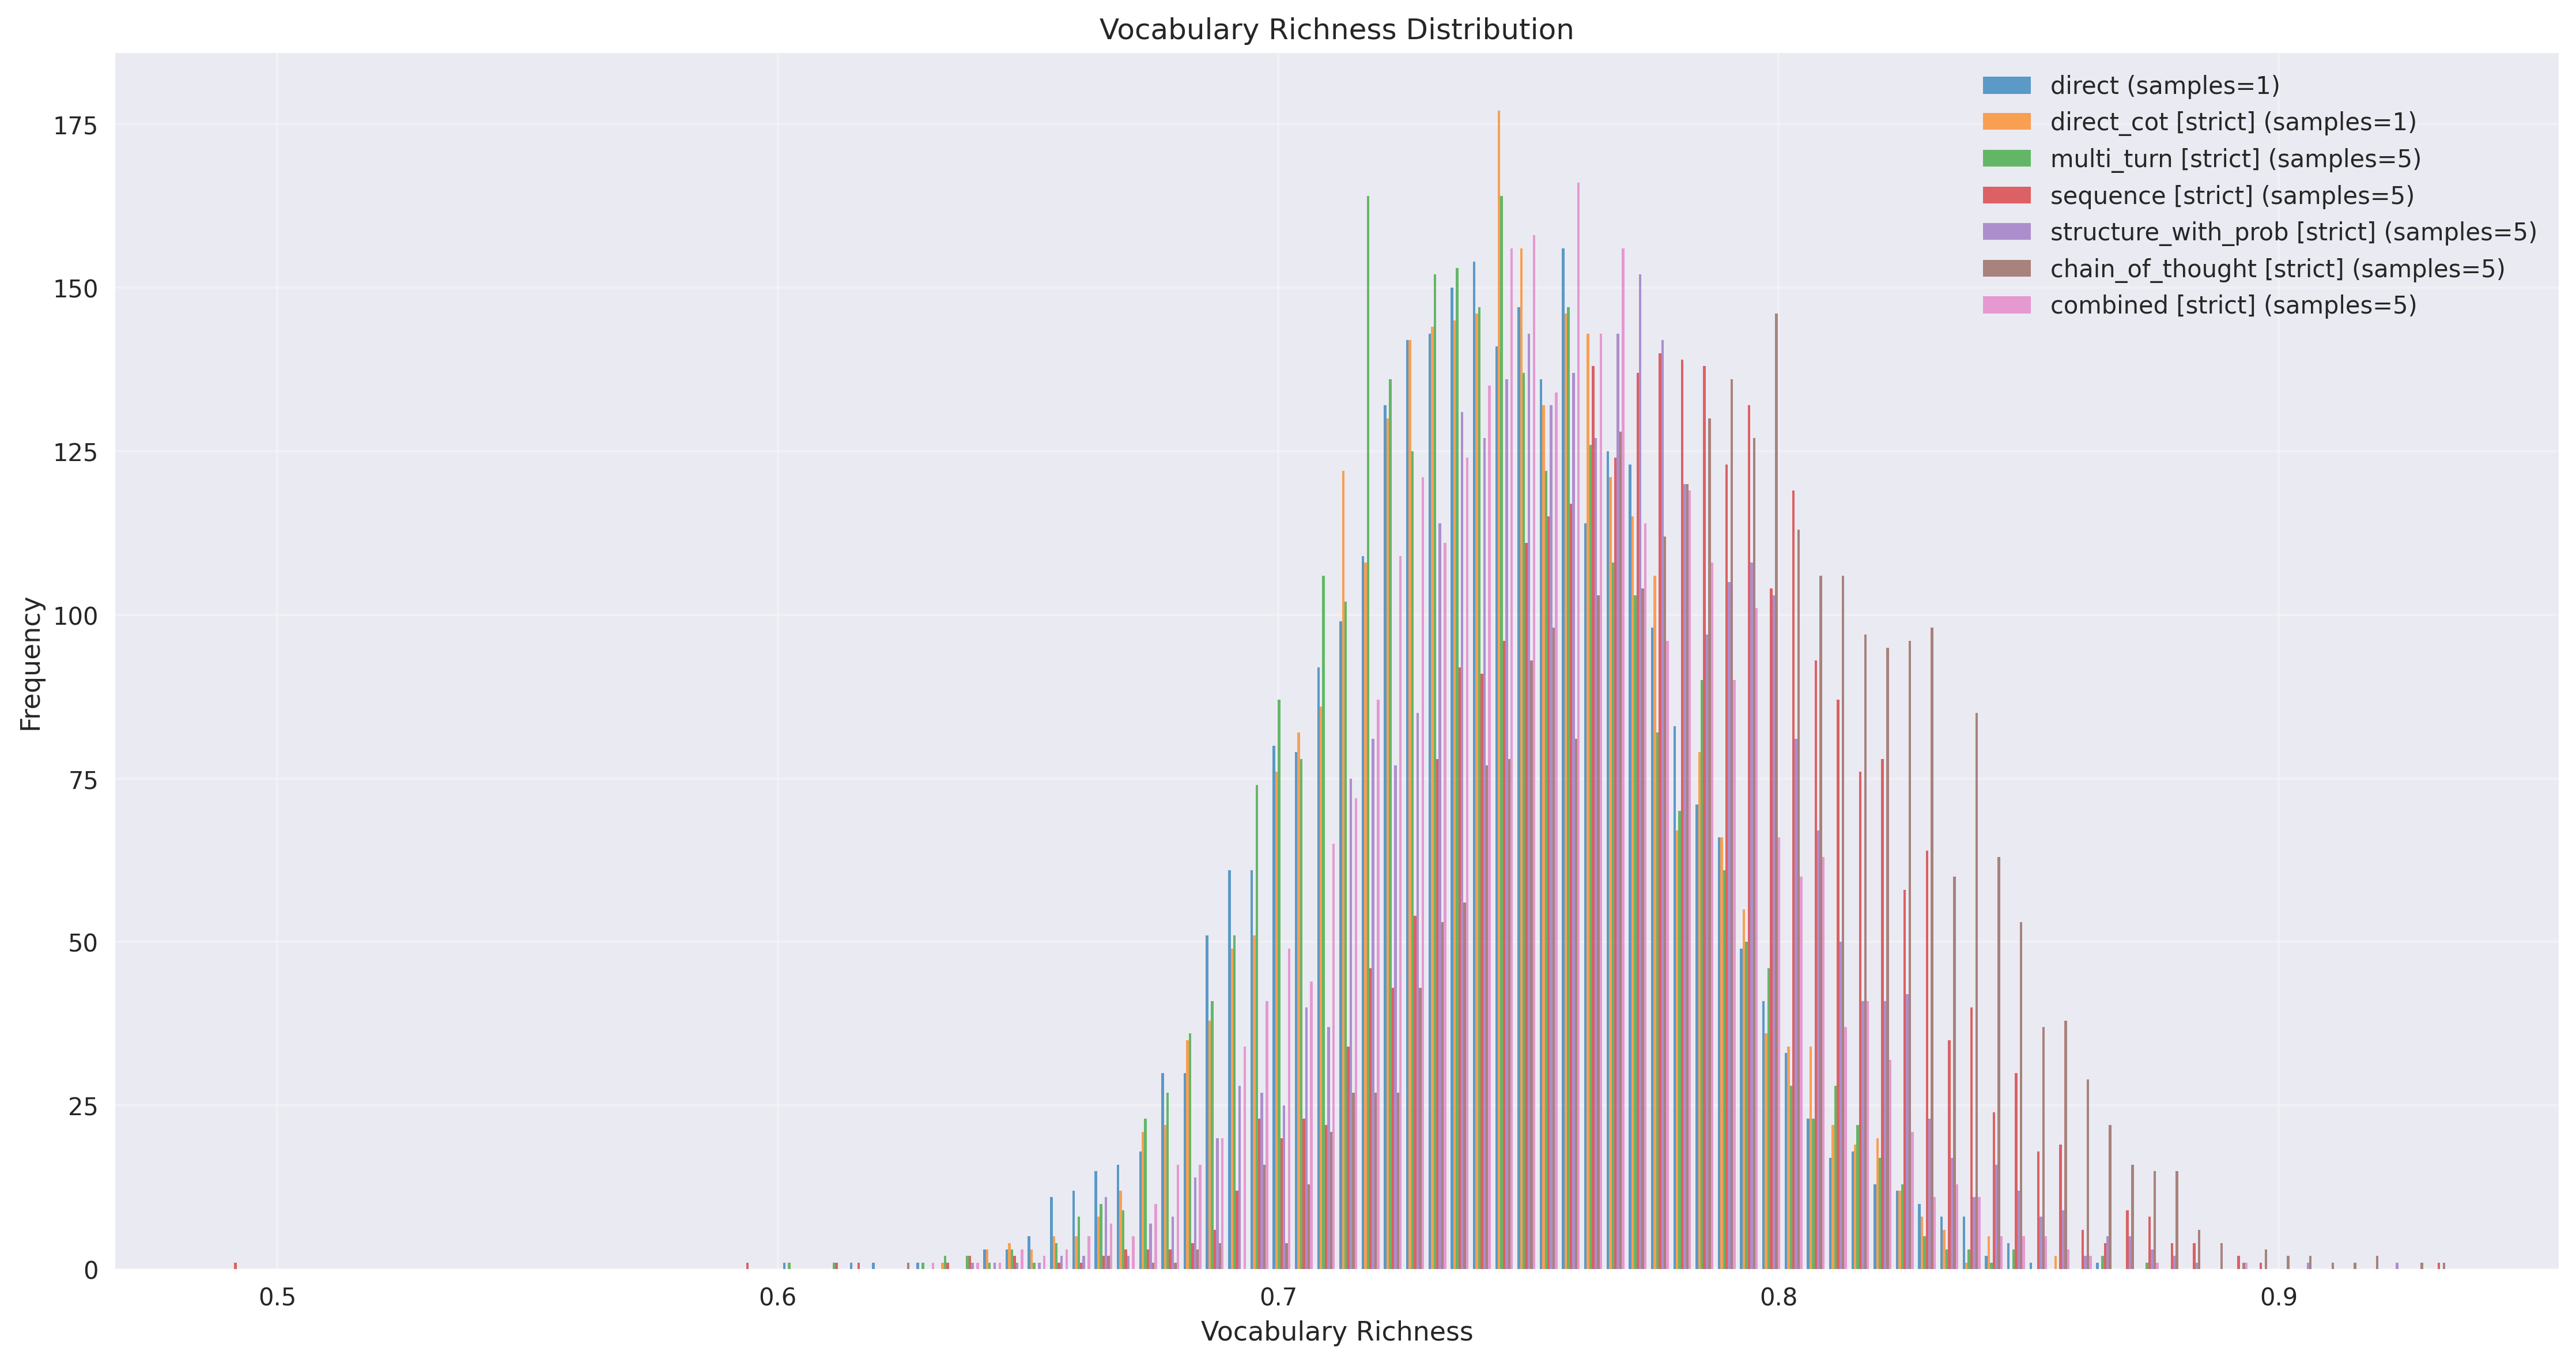 Vocabulary Richness Distribution
direct (samples=1)
direct_cot [strict] (samples=1)
multi_turn [strict] (samples=5)
sequence [strict] (samples=5)
structure_with_prob [strict] (samples=5)
chain_of_thought [strict] (samples=5)
combined [strict] (samples=5)
Frequency
175
150
125
100
75
50
25
0
0.5 0.6 0.7 0.8 0.9
Vocabulary Richness